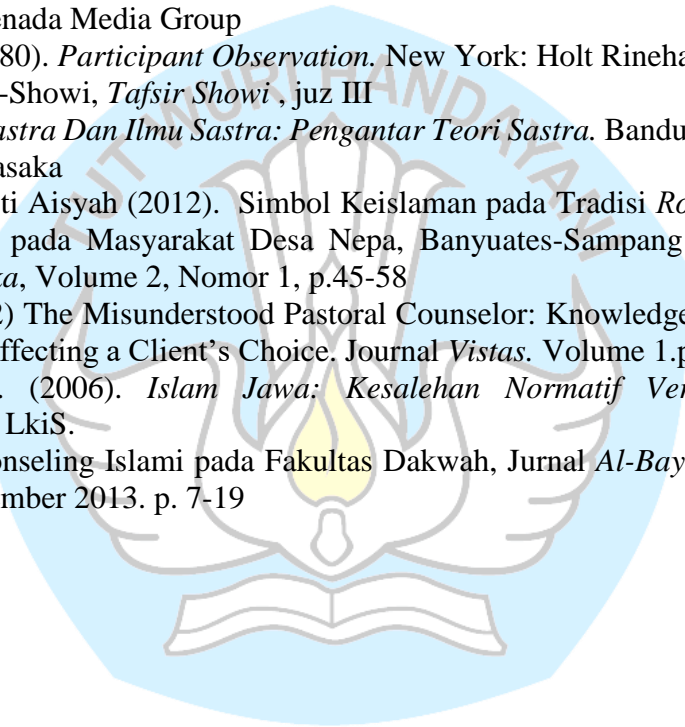 enada Media Group
80). Participant Observation. New York: Holt Rineha
-Showi, Tafsir Showi , juz III
astra Dan Ilmu Sastra: Pengantar Teori Sastra. Bandu
asaka
ti Aisyah (2012). Simbol Keislaman pada Tradisi Ro
pada Masyarakat Desa Nepa, Banyuates-Sampang
ka, Volume 2, Nomor 1, p.45-58
2) The Misunderstood Pastoral Counselor: Knowledge
ffecting a Client’s Choice. Journal Vistas. Volume 1.p
. (2006). Islam Jawa: Kesalehan Normatif Ver
LkiS.
onseling Islami pada Fakultas Dakwah, Jurnal Al-Bay
mber 2013. p. 7-19
TUT WURI HANDAYANI